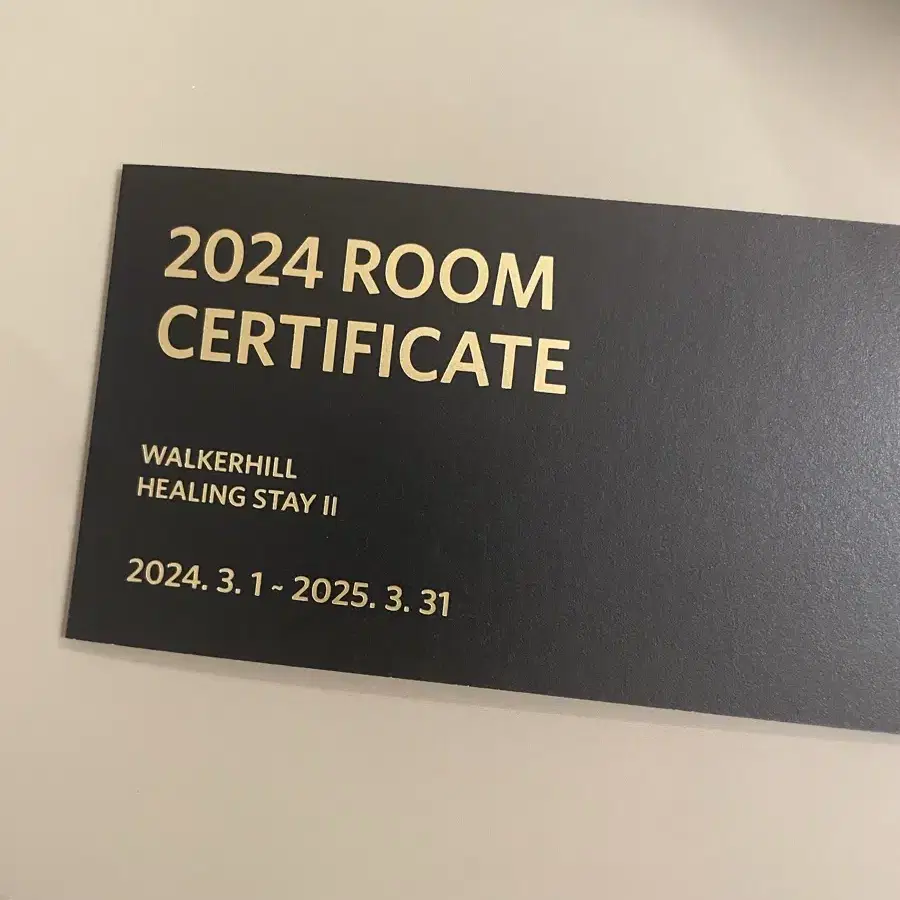 2024 ROOM
CERTIFICATE
WALKERHILL
HEALING STAY II
2024. 3. 1 ~ 2025. 3. 31